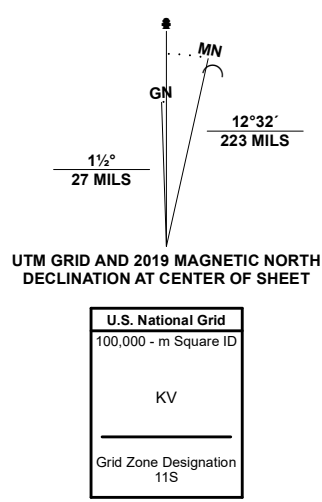 MN
GN
12°32´
223 MILS
1½°
27 MILS
UTM GRID AND 2019 MAGNETIC NORTH
DECLINATION AT CENTER OF SHEET
U.S. National Grid
100,000 - m Square ID
KV
Grid Zone Designation
11S